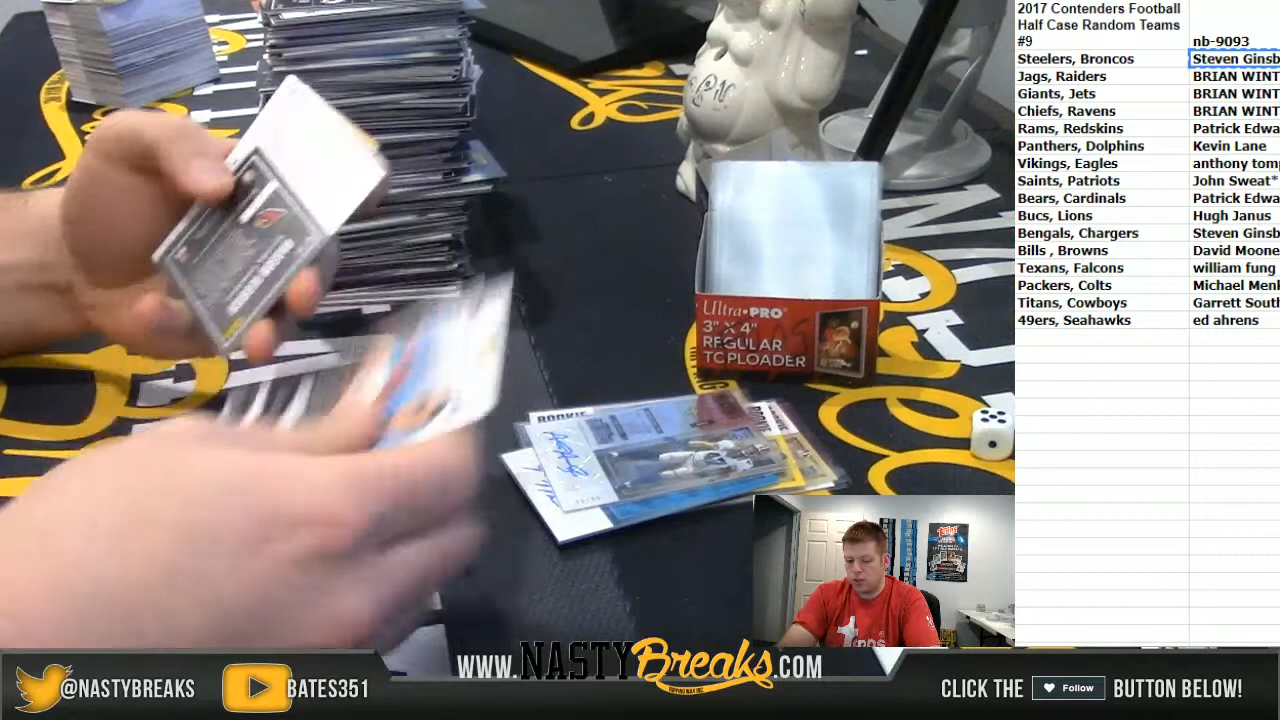 2017 Contenders Football
Half Case Random Teams
#9 nb-9093
Steelers, Broncos Steven Ginsb
Jags, Raiders BRIAN WINT
Giants, Jets BRIAN WINT
Chiefs, Ravens BRIAN WINT
Rams, Redskins Patrick Edwa
Panthers, Dolphins Kevin Lane
Vikings, Eagles anthony tomp
Saints, Patriots John Sweat*
Bears, Cardinals Patrick Edwa
Bucs, Lions Hugh Janus
Bengals, Chargers Steven Ginsb
Bills , Browns David Moone
Texans, Falcons william fung
Packers, Colts Michael Menk
Titans, Cowboys Garrett South
49ers, Seahawks ed ahrens
Ultra•PRO
3" X 4"
REGULAR
TOPLOADER
ROOKIE
@NASTYBREAKS
BATES351
WWW.NASTYBreaks.COM
CLICK THE Follow BUTTON BELOW!